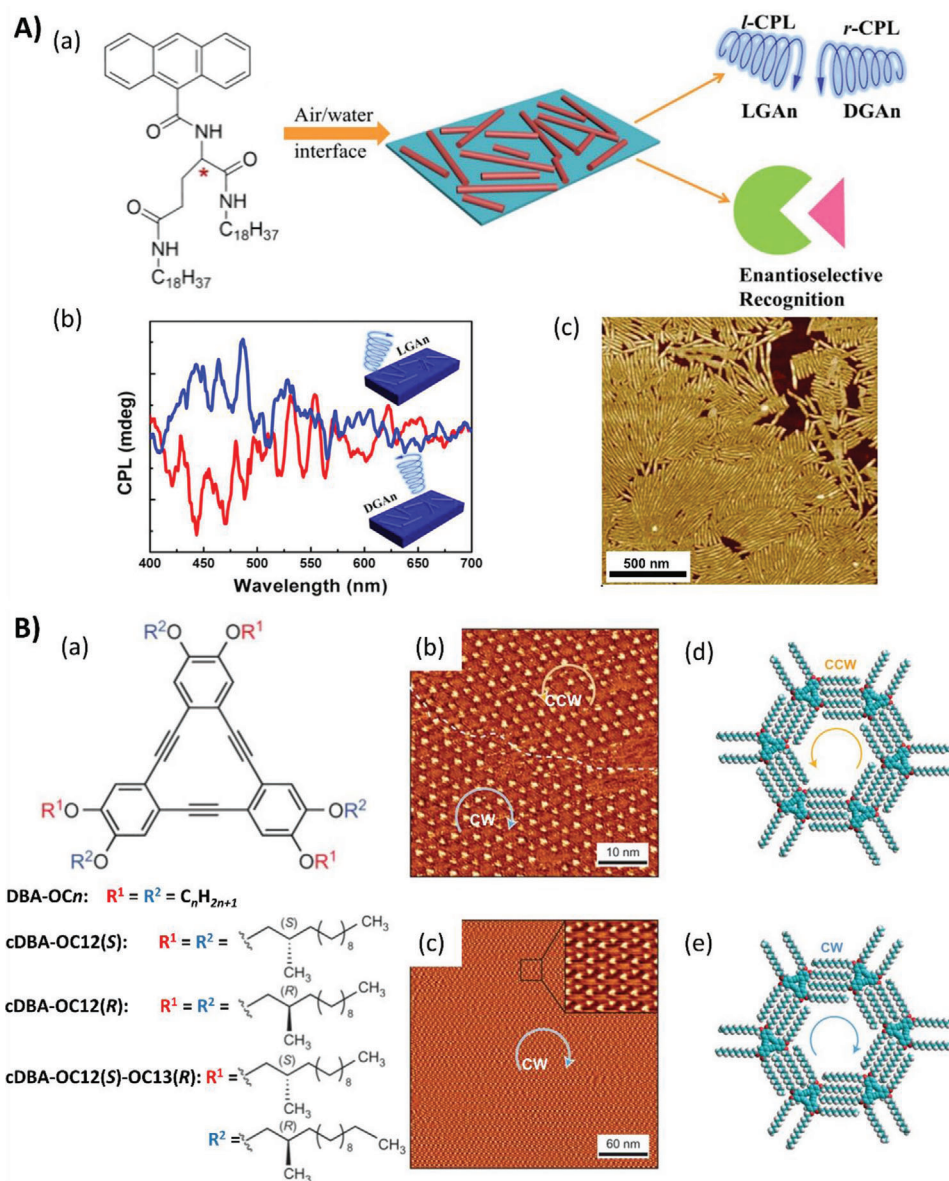 A)
(a)
O
NH
*
O
O
NH
NH
C18H37
C18H37
Air/water
interface
l-CPL
r-CPL
LGAn
DGAn
Enantioselective
Recognition
(b)
CPL (mdeg)
LGAn
DGAn
400 450 500 550 600 650 700
Wavelength (nm)
(c)
500 nm
B)
(a)
R2
O
OR1
R1
O
O
R2
R2O
OR1
DBA-OCn: R1 = R2 = CnH2n+1
cDBA-OC12(S): R1 = R2 =
(S)
CH3
8
CH3
cDBA-OC12(R): R1 = R2 =
(R)
CH3
8
CH3
cDBA-OC12(S)-OC13(R): R1 =
(S)
CH3
8
CH3
R2 =
(R)
8
CH3
CH3
(b)
CCW
CW
10 nm
(c)
CW
60 nm
(d)
CCW
(e)
CW